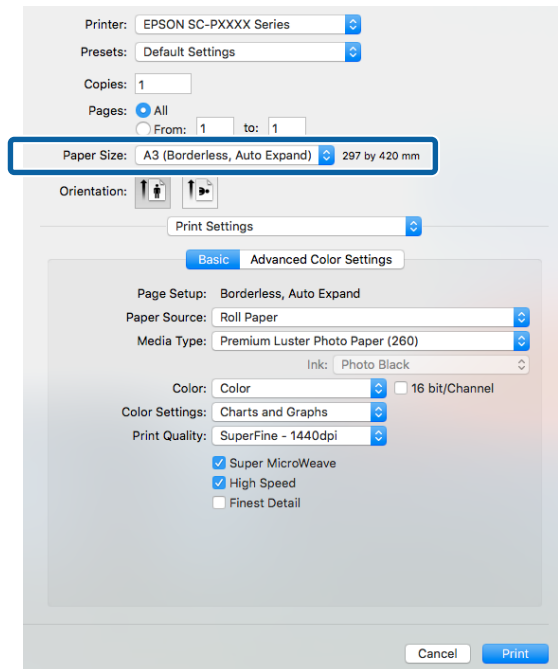 Printer: EPSON SC-PXXXX Series
Presets: Default Settings
Copies: 1
Pages: All
From: 1 to: 1
Paper Size: A3 (Borderless, Auto Expand) 297 by 420 mm
Orientation:
Print Settings
Basic Advanced Color Settings
Page Setup: Borderless, Auto Expand
Paper Source: Roll Paper
Media Type: Premium Luster Photo Paper (260)
Ink: Photo Black
Color: Color 16 bit/Channel
Color Settings: Charts and Graphs
Print Quality: SuperFine - 1440dpi
Super MicroWeave
High Speed
Finest Detail
Cancel Print